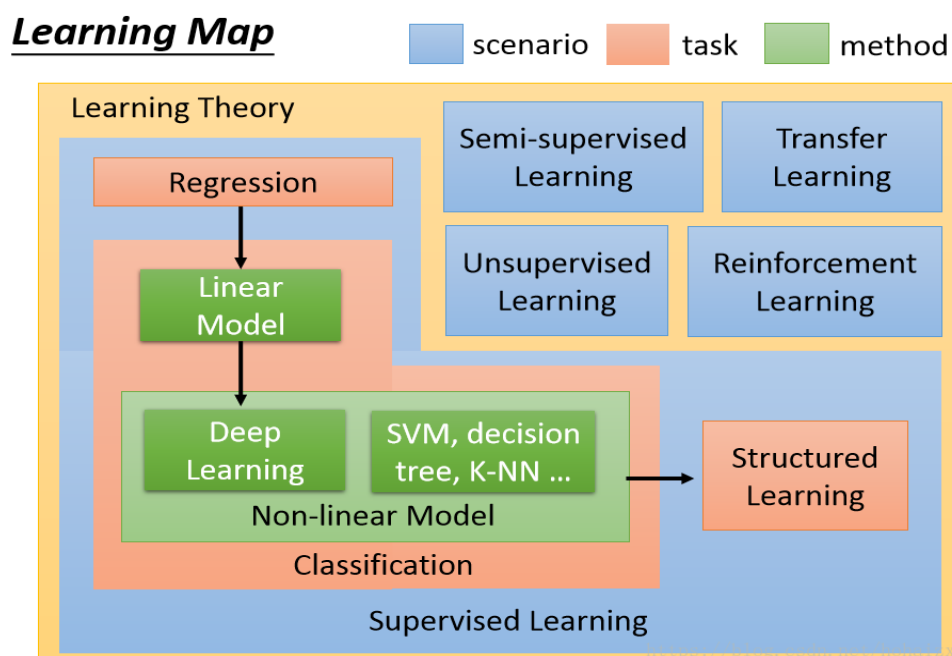 Learning Map
scenario
task
method
Learning Theory
Regression
Linear
Model
Deep
Learning
SVM, decision
tree, K-NN ...
Non-linear Model
Classification
Supervised Learning
Structured
Learning
Semi-supervised
Learning
Transfer
Learning
Unsupervised
Learning
Reinforcement
Learning